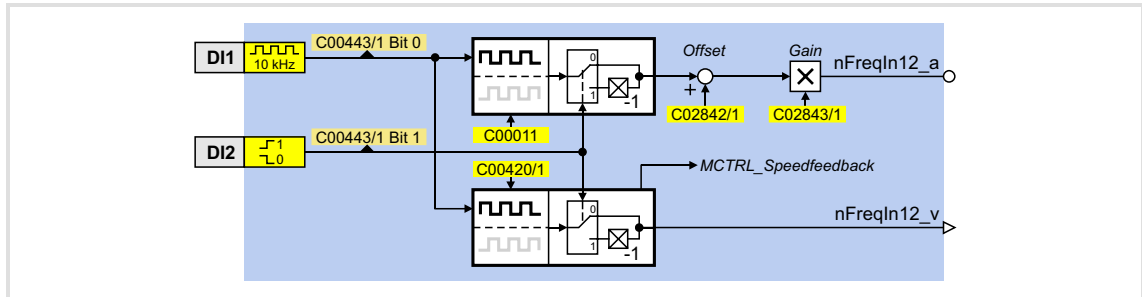 DI1
10 kHz
C00443/1 Bit 0
0
1
-1
Offset
+
Gain
nFreqIn12_a
C00011
C02842/1
C02843/1
DI2
1
0
C00443/1 Bit 1
C00420/1
MCTRL_Speedfeedback
0
1
-1
nFreqIn12_v